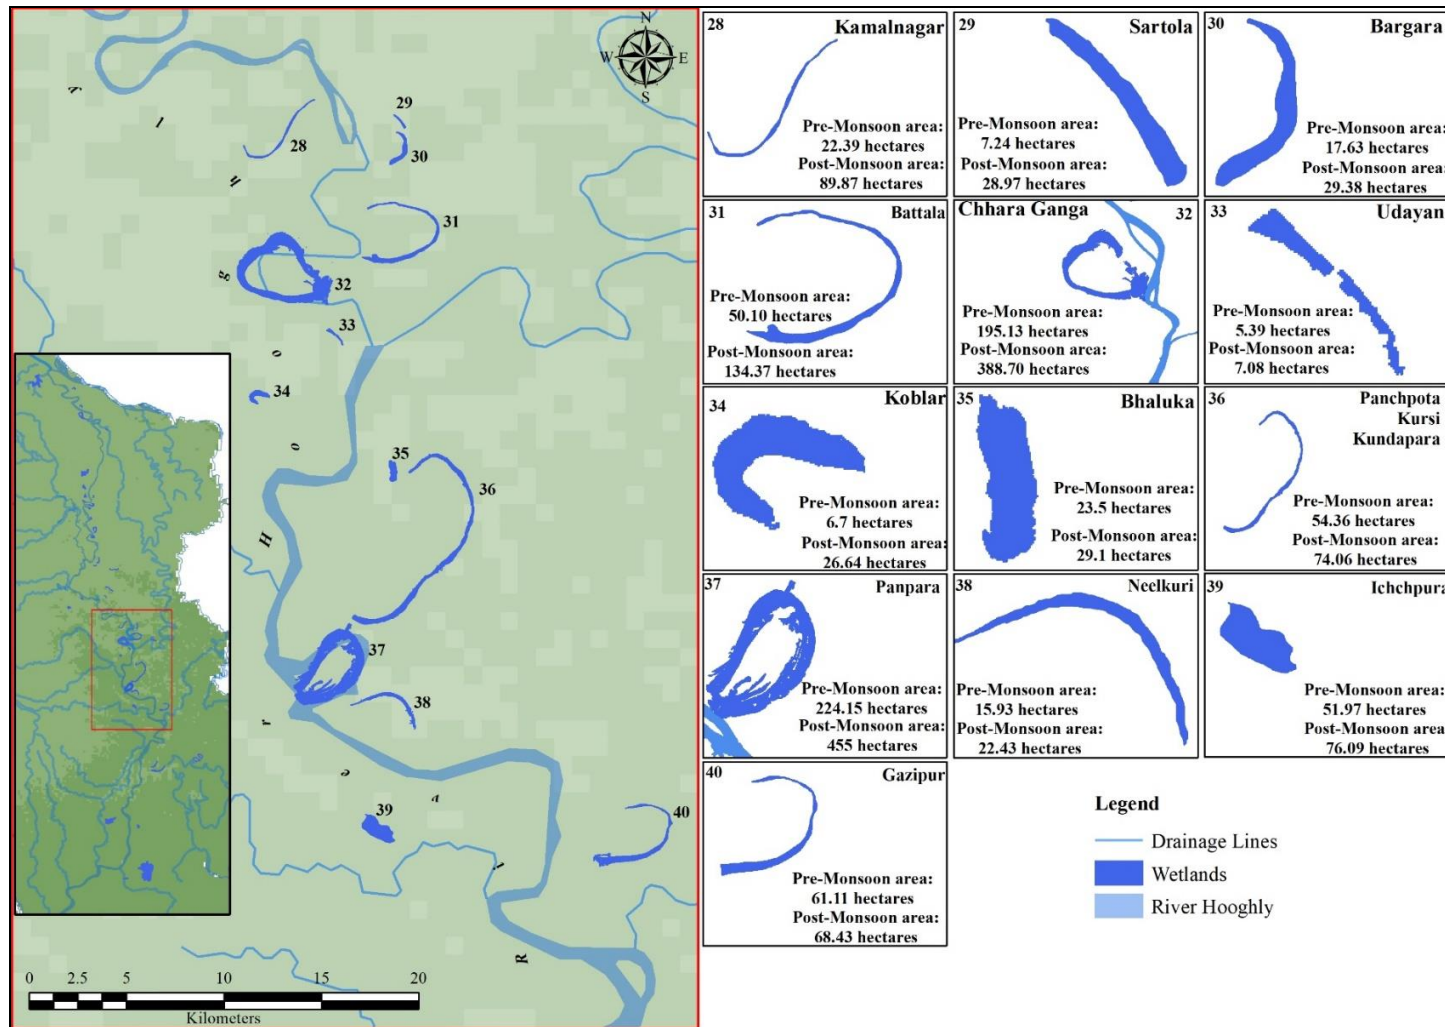 N
W E
S
R i v e r H o o g h l y
28
29
30
31
32
33
34
35
36
37
38
39
40
0 2.5 5 10 15 20
Kilometers
28 Kamalnagar
Pre-Monsoon area:
22.39 hectares
Post-Monsoon area:
89.87 hectares
29 Sartola
Pre-Monsoon area:
7.24 hectares
Post-Monsoon area:
28.97 hectares
30 Bargara
Pre-Monsoon area:
17.63 hectares
Post-Monsoon area:
29.38 hectares
31 Battala
Pre-Monsoon area:
50.10 hectares
Post-Monsoon area:
134.37 hectares
Chhara Ganga 32
Pre-Monsoon area:
195.13 hectares
Post-Monsoon area:
388.70 hectares
33 Udayan
Pre-Monsoon area:
5.39 hectares
Post-Monsoon area:
7.08 hectares
34 Koblar
Pre-Monsoon area:
6.7 hectares
Post-Monsoon area:
26.64 hectares
35 Bhaluka
Pre-Monsoon area:
23.5 hectares
Post-Monsoon area:
29.1 hectares
36 Panchpota
Kursi
Kundapara
Pre-Monsoon area:
54.36 hectares
Post-Monsoon area:
74.06 hectares
37 Panpara
Pre-Monsoon area:
224.15 hectares
Post-Monsoon area:
455 hectares
38 Neelkuri
Pre-Monsoon area:
15.93 hectares
Post-Monsoon area:
22.43 hectares
39 Ichchpura
Pre-Monsoon area:
51.97 hectares
Post-Monsoon area:
76.09 hectares
40 Gazipur
Pre-Monsoon area:
61.11 hectares
Post-Monsoon area:
68.43 hectares
Legend
Drainage Lines
Wetlands
River Hooghly